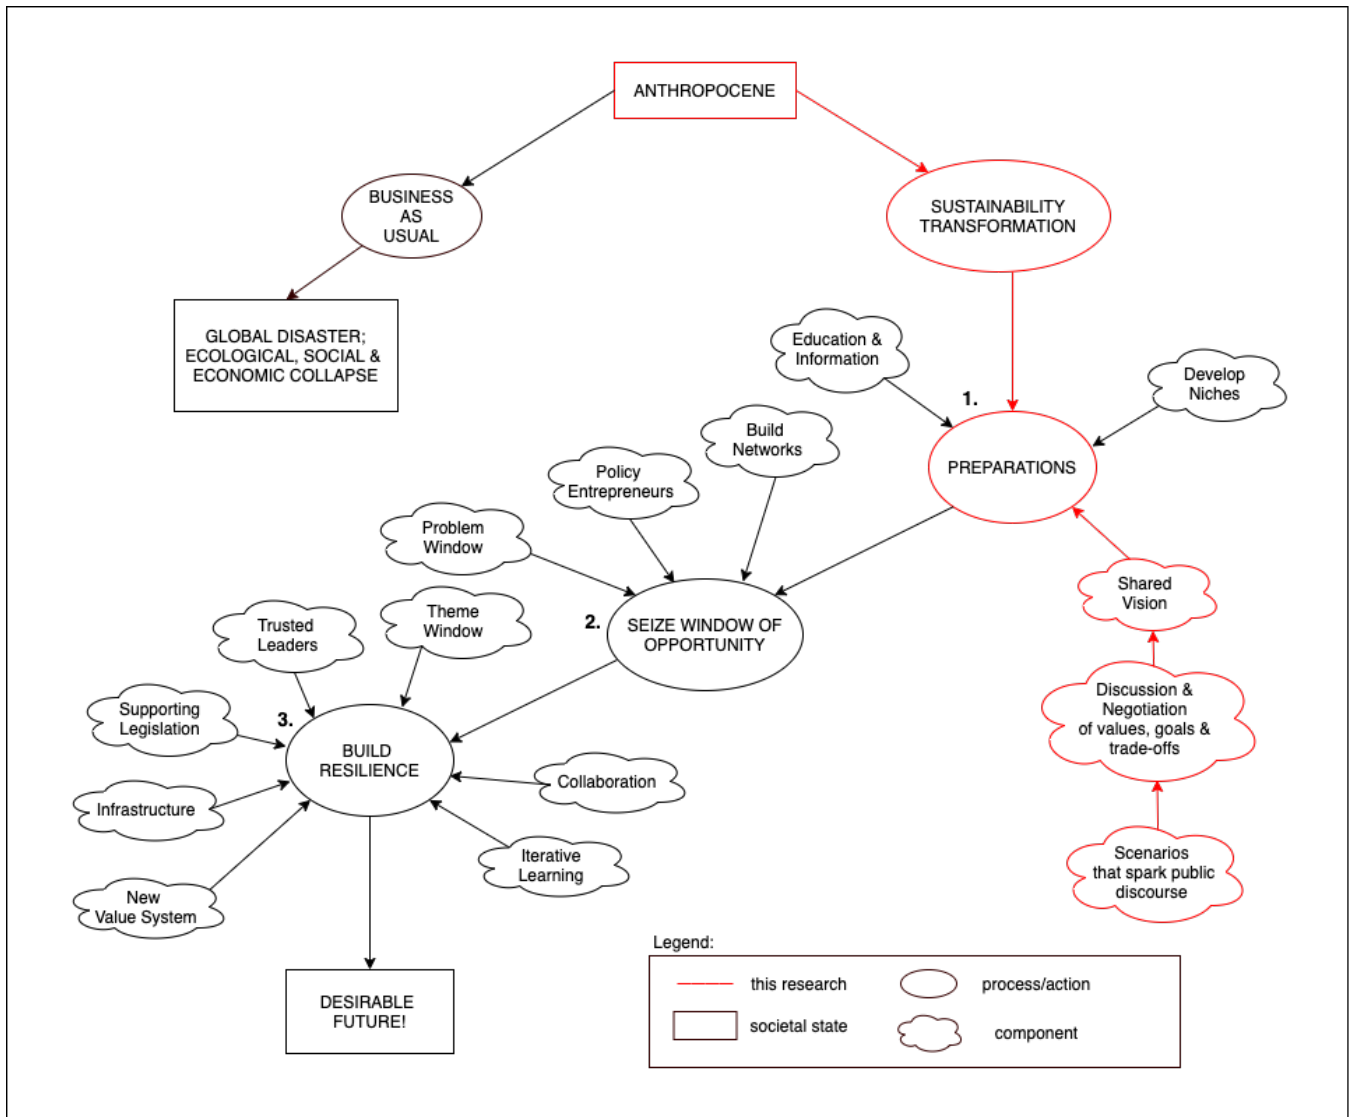 ANTHROPOCENE
BUSINESS
AS
USUAL
SUSTAINABILITY
TRANSFORMATION
GLOBAL DISASTER;
ECOLOGICAL, SOCIAL &
ECONOMIC COLLAPSE
Education &
Information
Develop
Niches
1.
PREPARATIONS
Build
Networks
Policy
Entrepreneurs
Problem
Window
2.
SEIZE WINDOW OF
OPPORTUNITY
Shared
Vision
Discussion &
Negotiation
of values, goals &
trade-offs
Scenarios
that spark public
discourse
Theme
Window
Trusted
Leaders
Supporting
Legislation
3.
BUILD
RESILIENCE
Infrastructure
New
Value System
Collaboration
Iterative
Learning
DESIRABLE
FUTURE!
Legend:
this research
process/action
societal state
component